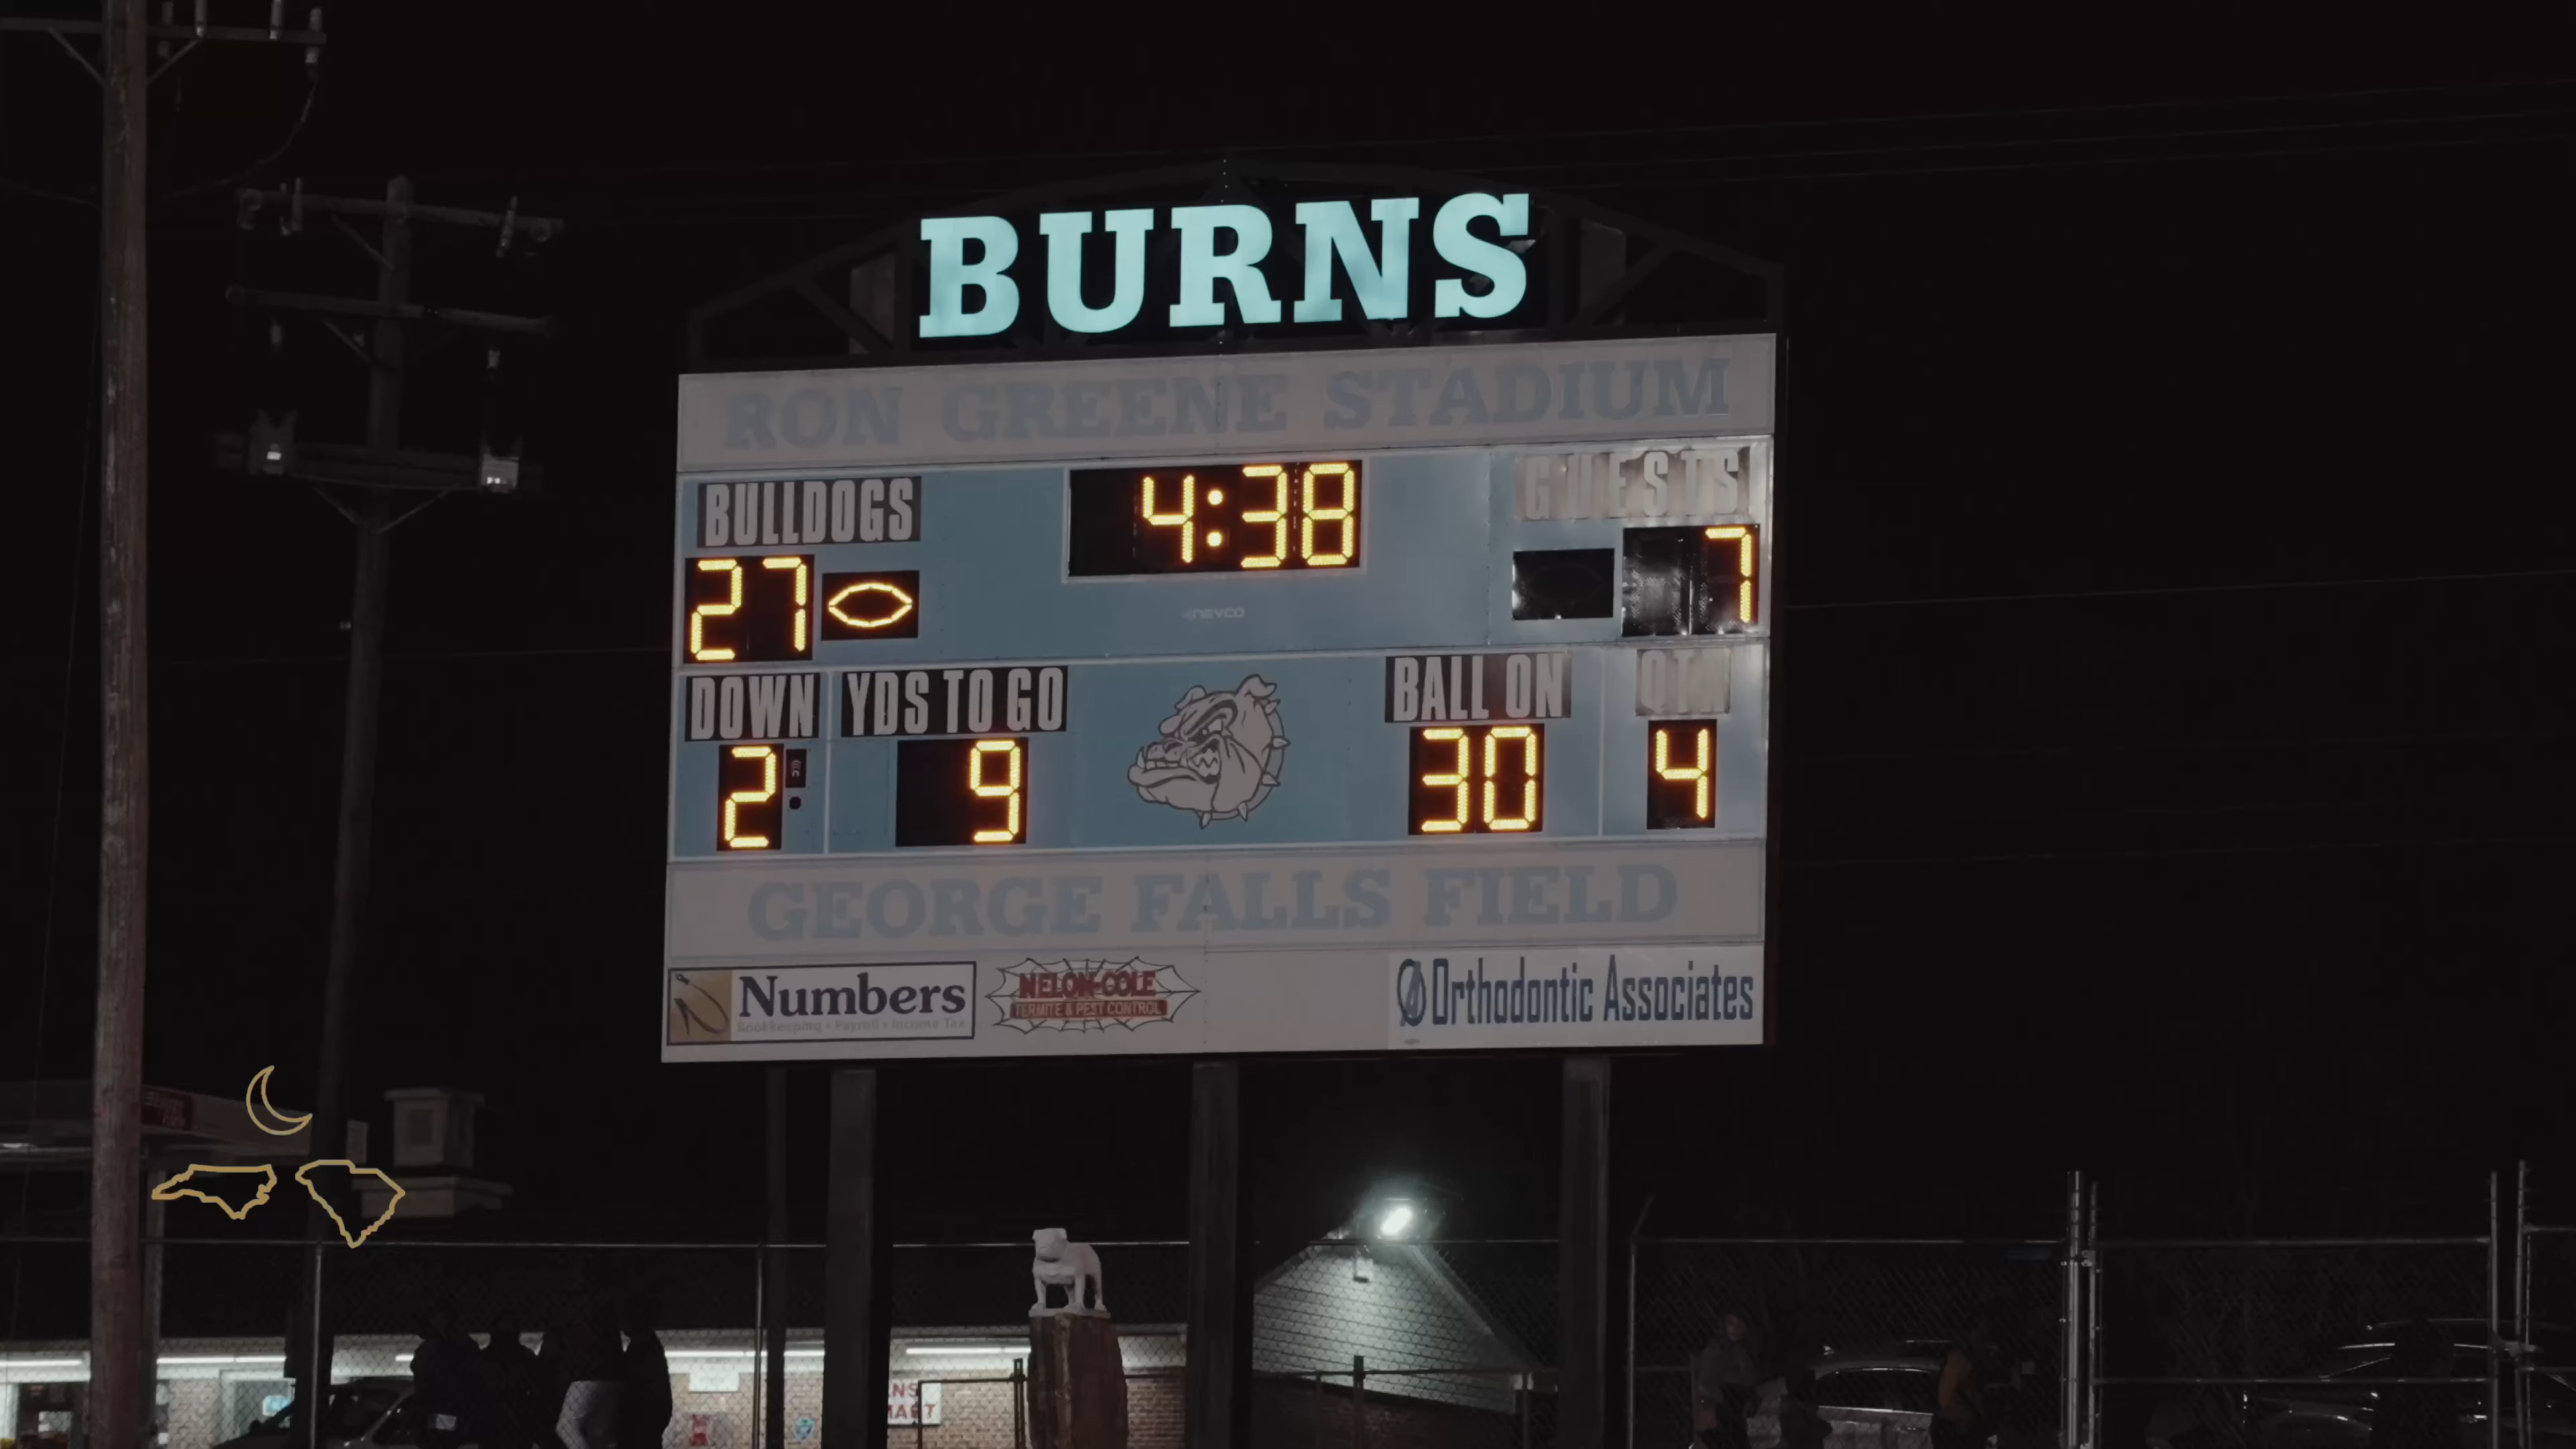 BURNS
RON GREENE STADIUM
BULLDOGS 4:38 GUESTS
27 7
NEVCO
DOWN YDS TO GO BALL ON QTR
2 9 30 4
GEORGE FALLS FIELD
Numbers
Bookkeeping • Payroll • Income Tax
NELON-COLE
TERMITE & PEST CONTROL
Orthodontic Associates